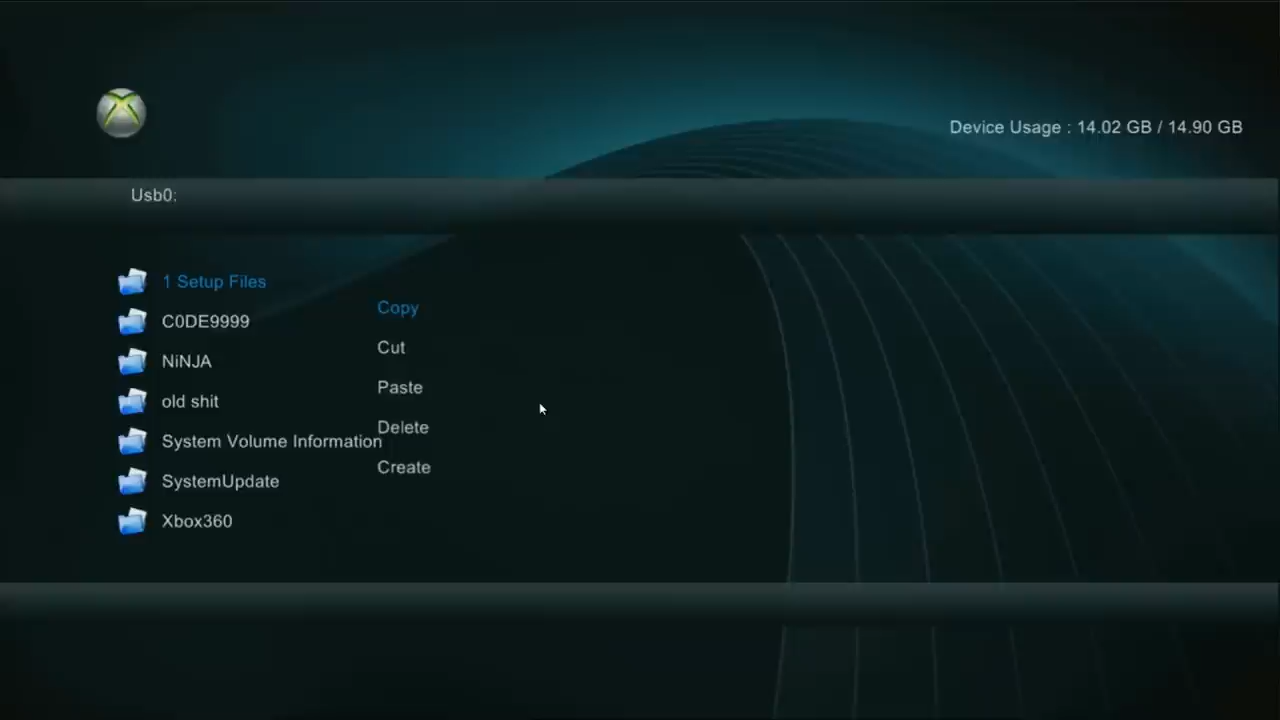 Device Usage : 14.02 GB / 14.90 GB
Usb0:
1 Setup Files
C0DE9999
NiNJA
old shit
System Volume Information
SystemUpdate
Xbox360
Copy
Cut
Paste
Delete
Create